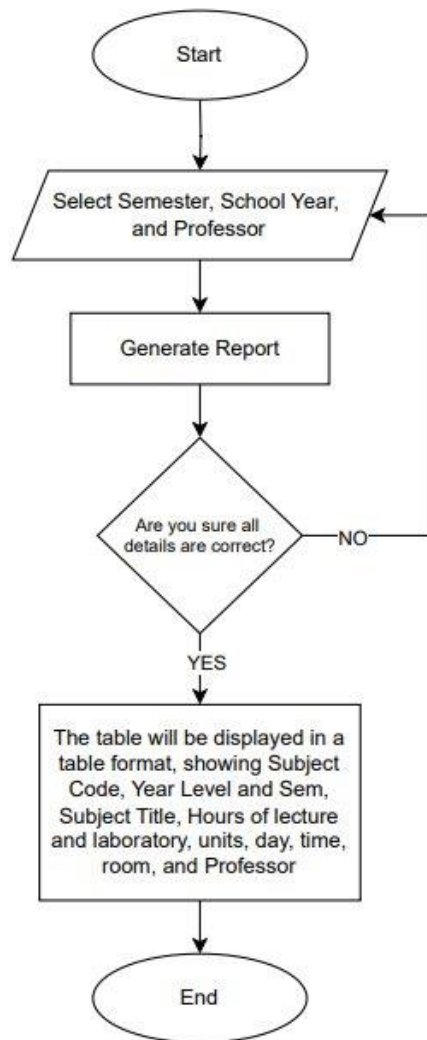 Start
Select Semester, School Year,
and Professor
Generate Report
Are you sure all
details are correct?
NO
YES
The table will be displayed in a
table format, showing Subject
Code, Year Level and Sem,
Subject Title, Hours of lecture
and laboratory, units, day, time,
room, and Professor
End